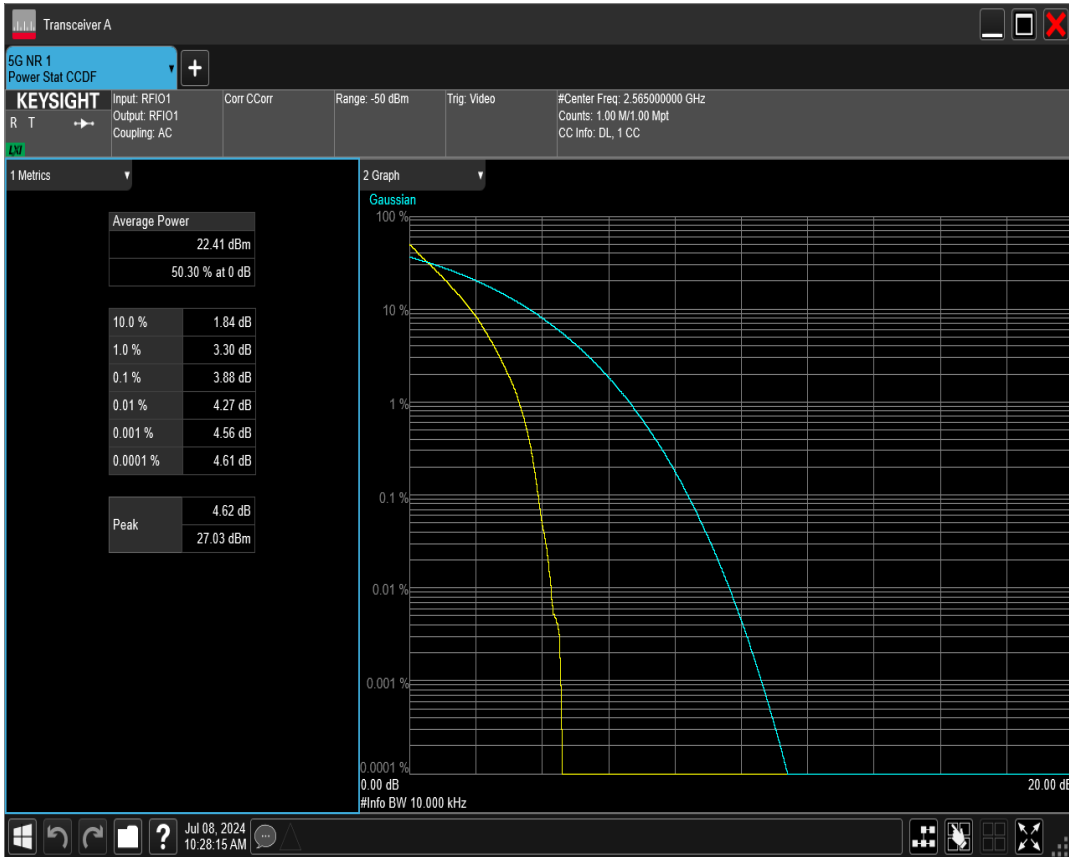 Transceiver A
5G NR 1
Power Stat CCDF
+
KEYSIGHT
R T
LXI
Input: RFIO1
Output: RFIO1
Coupling: AC
Corr CCorr
Range: -50 dBm
Trig: Video
#Center Freq: 2.565000000 GHz
Counts: 1.00 M/1.00 Mpt
CC Info: DL, 1 CC
1 Metrics
Average Power
22.41 dBm
50.30 % at 0 dB
10.0 % 1.84 dB
1.0 % 3.30 dB
0.1 % 3.88 dB
0.01 % 4.27 dB
0.001 % 4.56 dB
0.0001 % 4.61 dB
Peak
4.62 dB
27.03 dBm
2 Graph
Gaussian
100 %
10 %
1 %
0.1 %
0.01 %
0.001 %
0.0001 %
0.00 dB 20.00 dB
#Info BW 10.000 kHz
?
Jul 08, 2024
10:28:15 AM